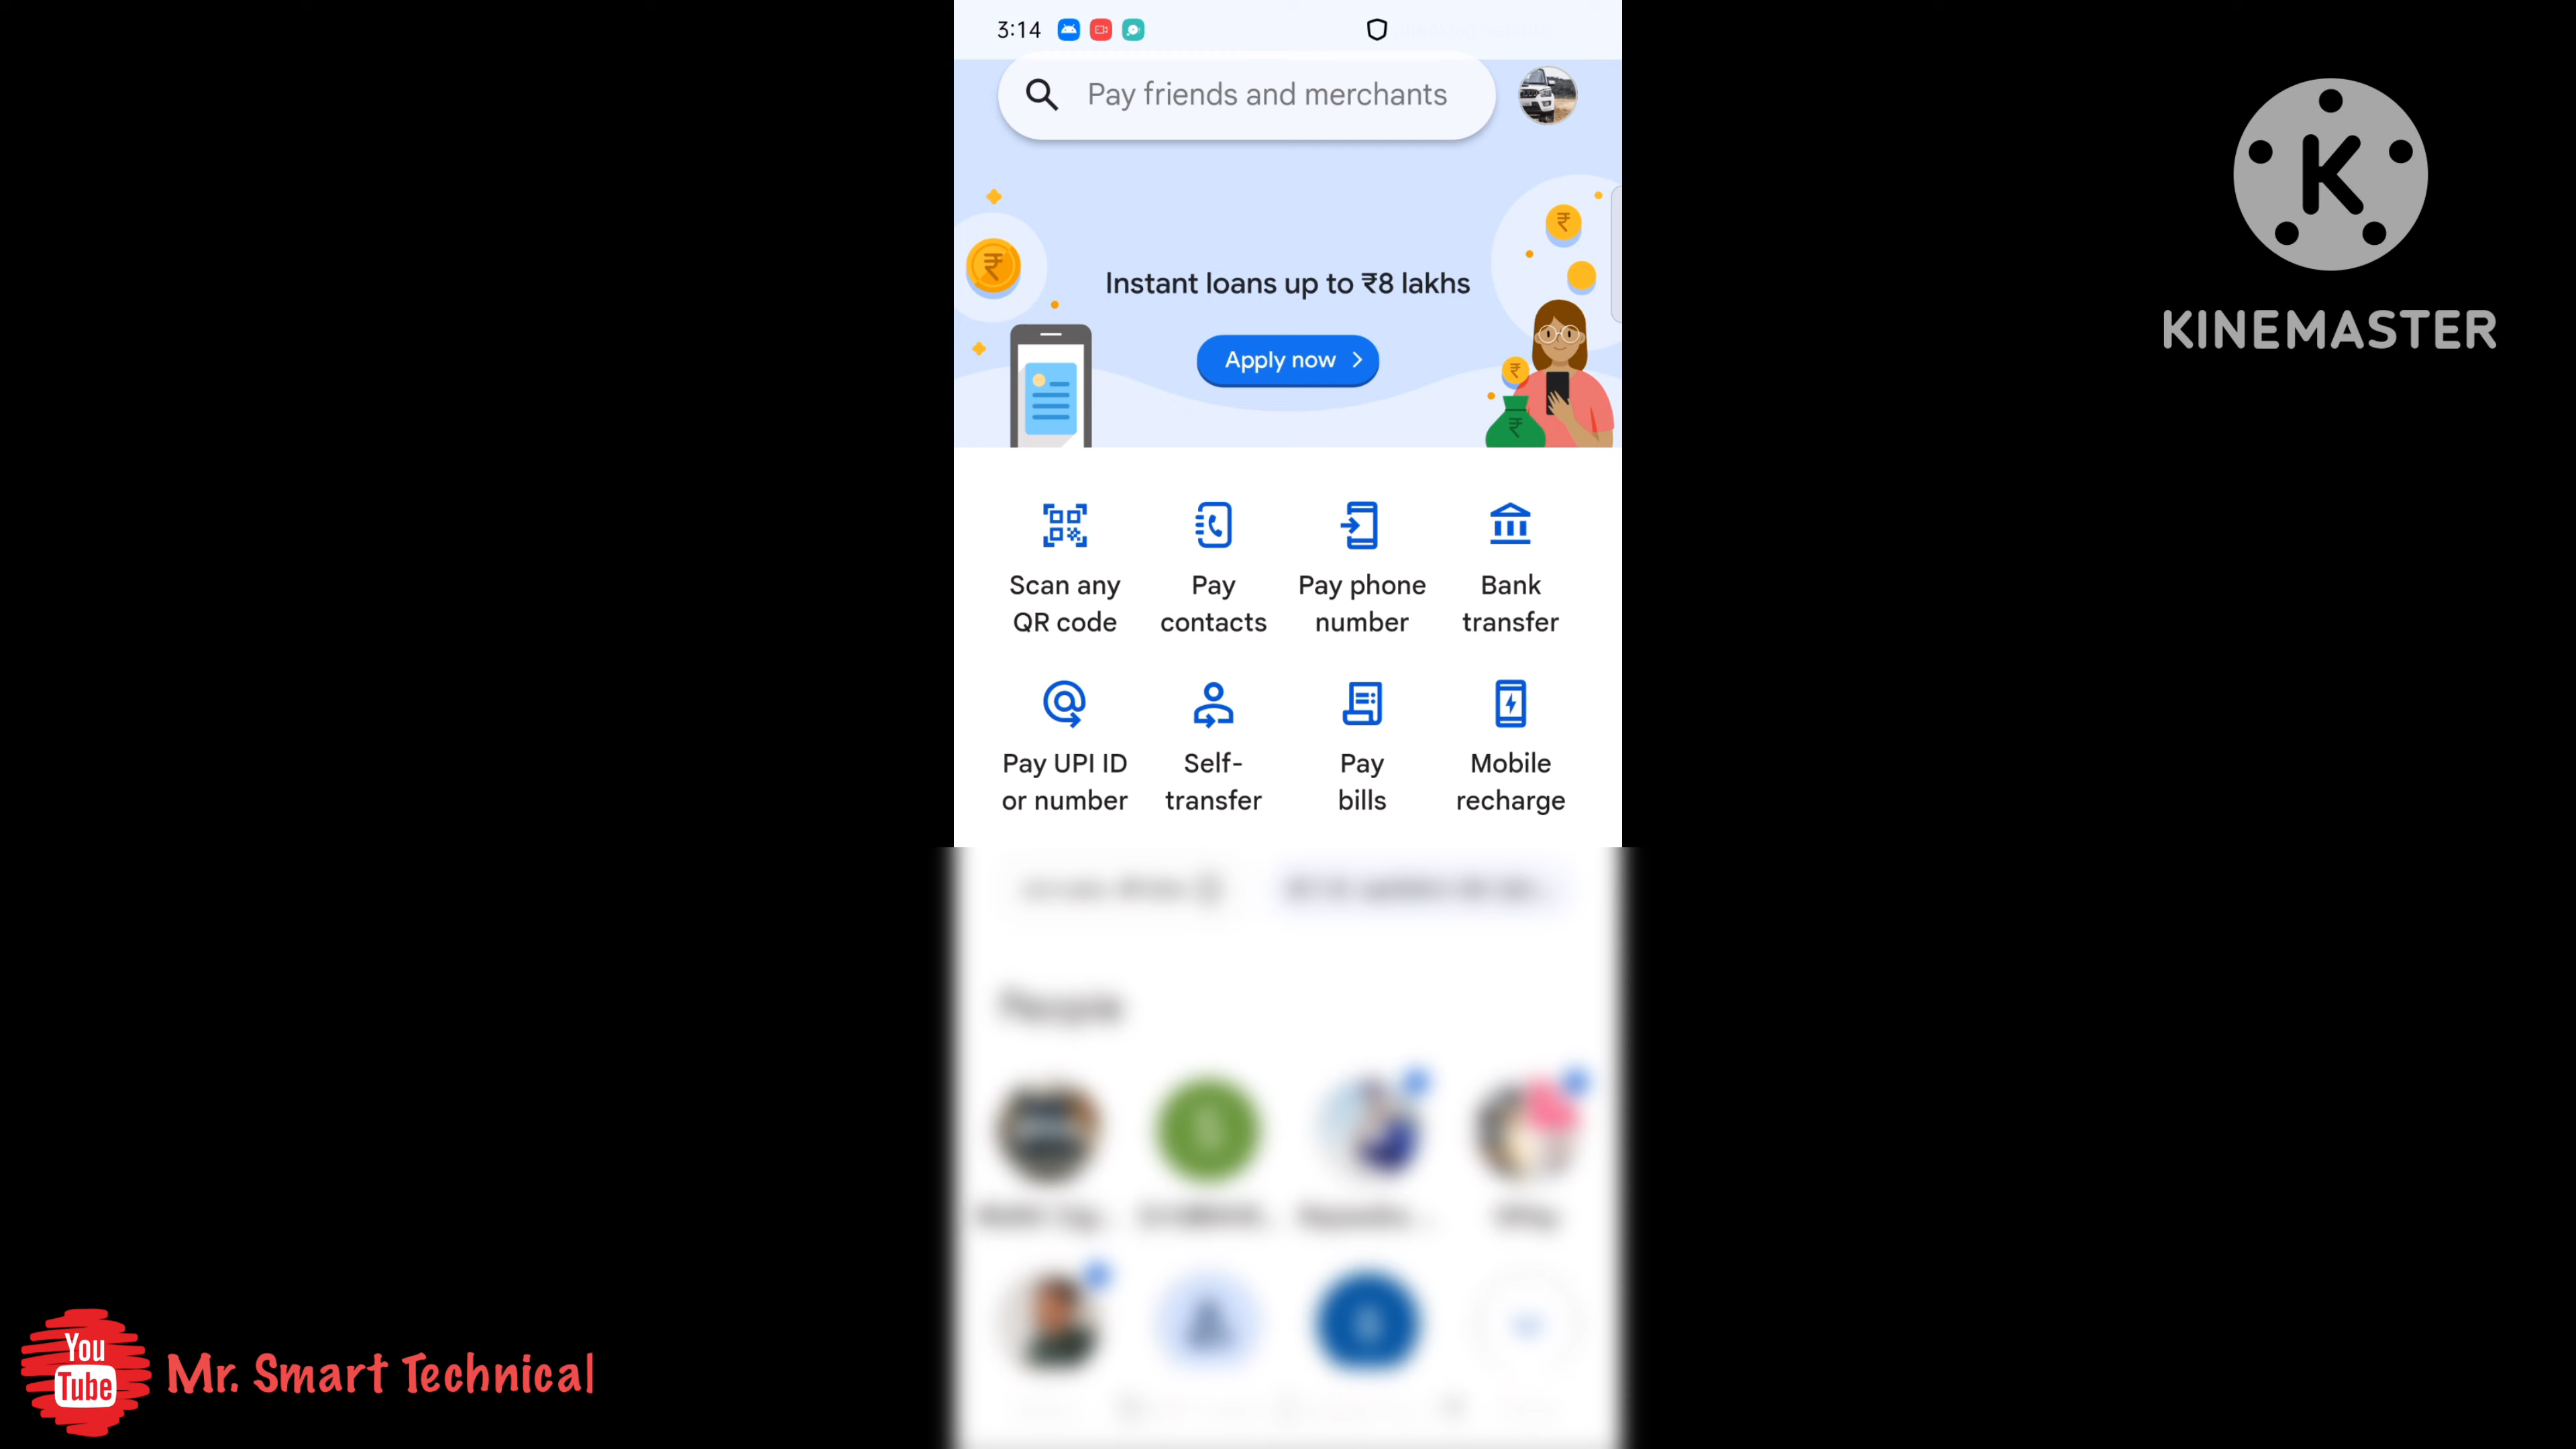 3:14
Pay friends and merchants
K
KINEMASTER
Instant loans up to ₹8 lakhs
Apply now
Scan any
QR code
Pay
contacts
Pay phone
number
Bank
transfer
Pay UPI ID
or number
Self-
transfer
Pay
bills
Mobile
recharge
People
You
Tube
Mr. Smart Technical